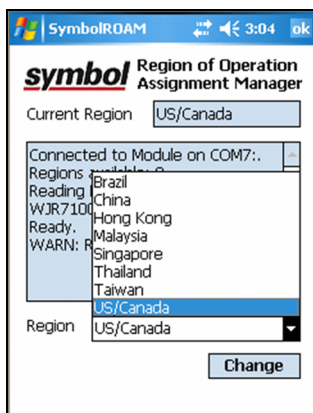 SymbolROAM 3:04 ok
symbol Region of Operation
Assignment Manager
Current Region US/Canada
Connected to Module on COM7:.
Regions
Reading
WJR710
Ready.
WARN: R
Brazil
China
Hong Kong
Malaysia
Singapore
Thailand
Taiwan
US/Canada
Region US/Canada
Change